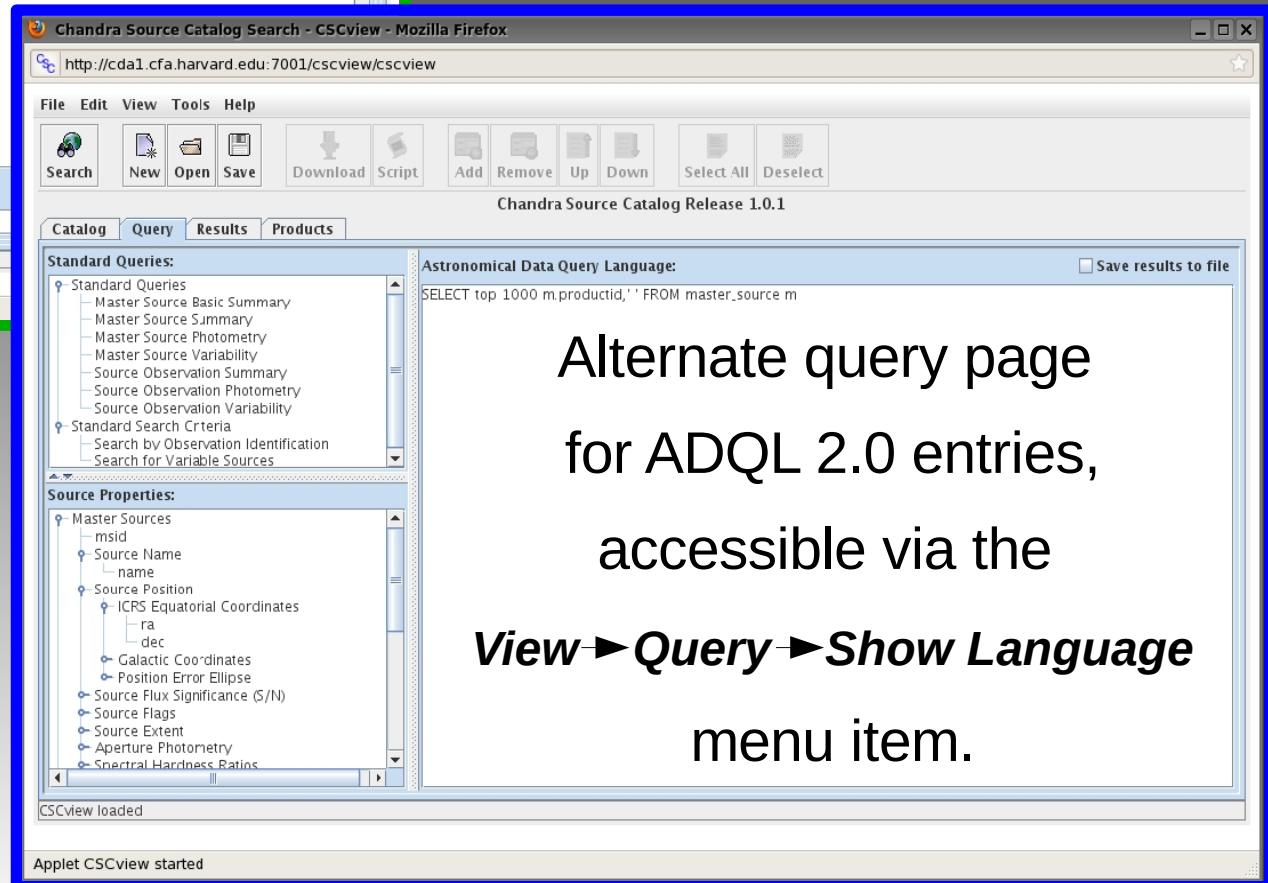 Chandra Source Catalog Search - CSCview - Mozilla Firefox
http://cda1.cfa.harvard.edu:7001/cscview/cscview
File Edit View Tools Help
Search New Open Save Download Script Add Remove Up Down Select All Deselect
Chandra Source Catalog Release 1.0.1
Catalog Query Results Products
Standard Queries:
Standard Queries
Master Source Basic Summary
Master Source Summary
Master Source Photometry
Master Source Variability
Source Observation Summary
Source Observation Photometry
Source Observation Variability
Standard Search Criteria
Search by Observation Identification
Search for Variable Sources
Source Properties:
Master Sources
msid
Source Name
name
Source Position
ICRS Equatorial Coordinates
ra
dec
Galactic Coordinates
Position Error Ellipse
Source Flux Significance (S/N)
Source Flags
Source Extent
Aperture Photometry
Spectral Hardness Ratios
Astronomical Data Query Language: Save results to file
SELECT top 1000 m.productid,' ' FROM master_source m
Alternate query page
for ADQL 2.0 entries,
accessible via the
View→Query→Show Language
menu item.
CSCview loaded
Applet CSCview started